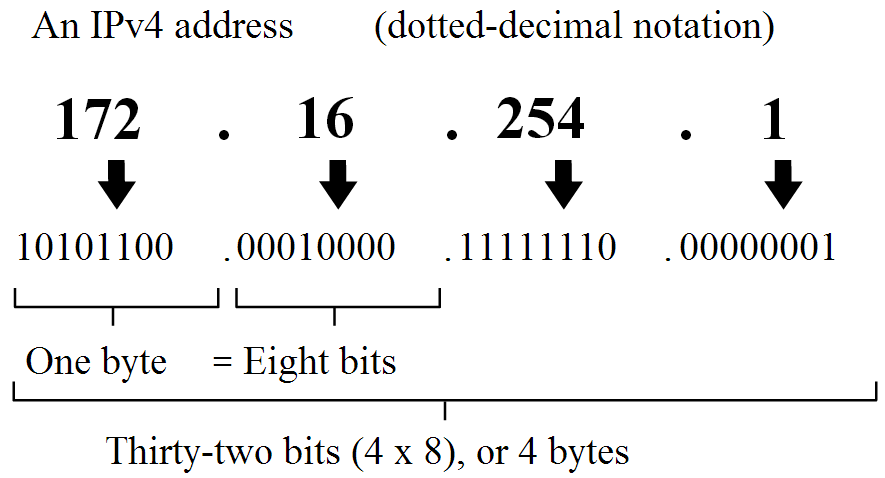 An IPv4 address (dotted-decimal notation)
172 . 16 . 254 . 1
10101100 .00010000 .11111110 .00000001
One byte = Eight bits
Thirty-two bits (4 x 8), or 4 bytes